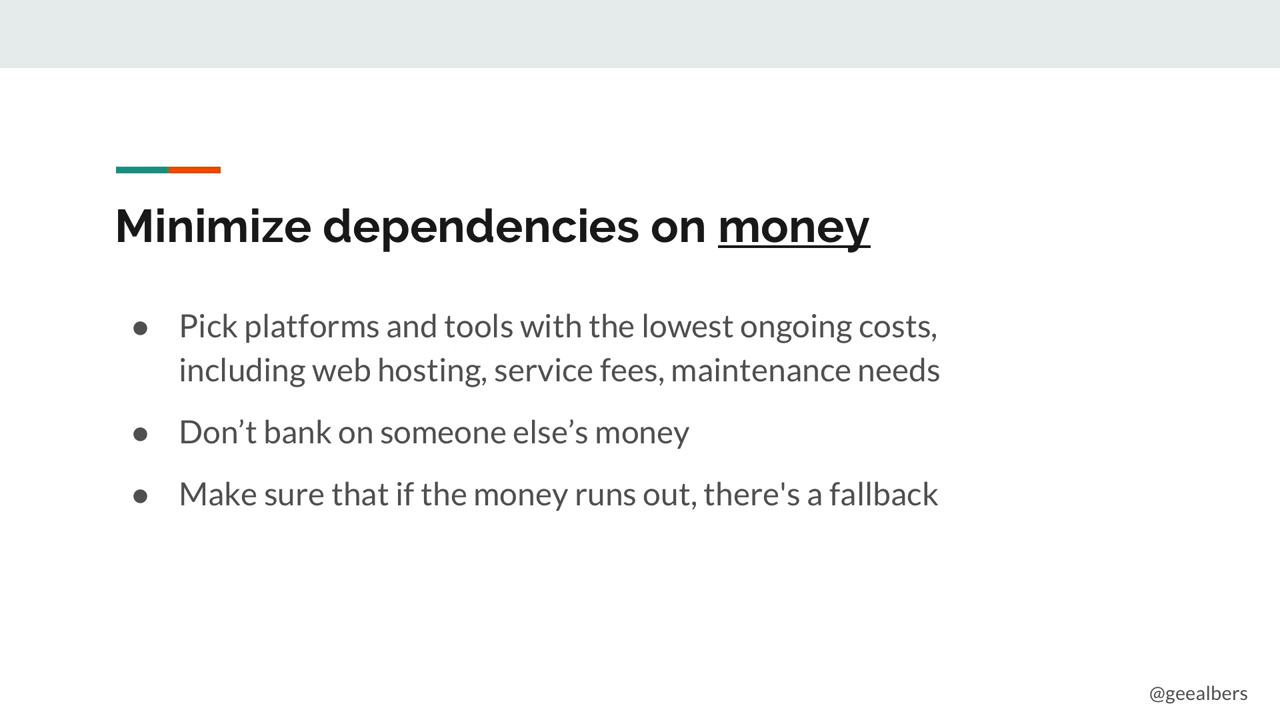 Minimize dependencies on money
● Pick platforms and tools with the lowest ongoing costs,
including web hosting, service fees, maintenance needs
● Don’t bank on someone else’s money
● Make sure that if the money runs out, there's a fallback
@geealbers